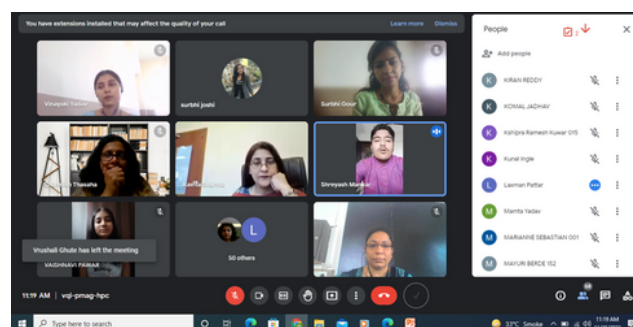 You have extensions installed that may affect the quality of your call
Learn more
Dismiss
surbhi joshi
Surbhi Gour
Thasaha
Shreyash Mankar
Vrushali Ghute has left the meeting
VAISHNAVI PAWAR
L
50 others
11:19 AM | vqi-pmag-hpc
People
Add people
K KIRAN REDDY
K KOMAL JADHAV
K Kshipra Ramesh Kuwar 015
K Kunal Ingle
L Laxman Pattar
M Mamta Yadav
M MARIANNE SEBASTIAN 001
M MAYURI BERDE 152
Type here to search
33°C Smoke
11:19 AM